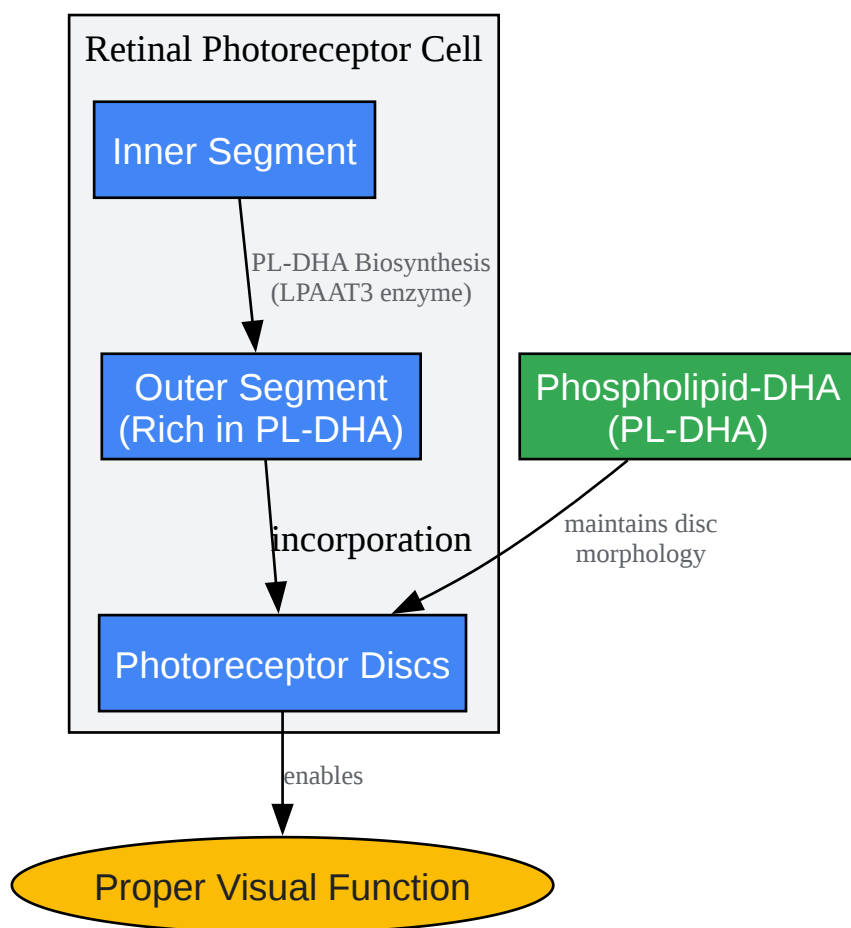 Retinal Photoreceptor Cell
Inner Segment
PL-DHA Biosynthesis
(LPAAT3 enzyme)
Outer Segment
(Rich in PL-DHA)
Phospholipid-DHA
(PL-DHA)
incorporation
maintains disc
morphology
Photoreceptor Discs
enables
Proper Visual Function